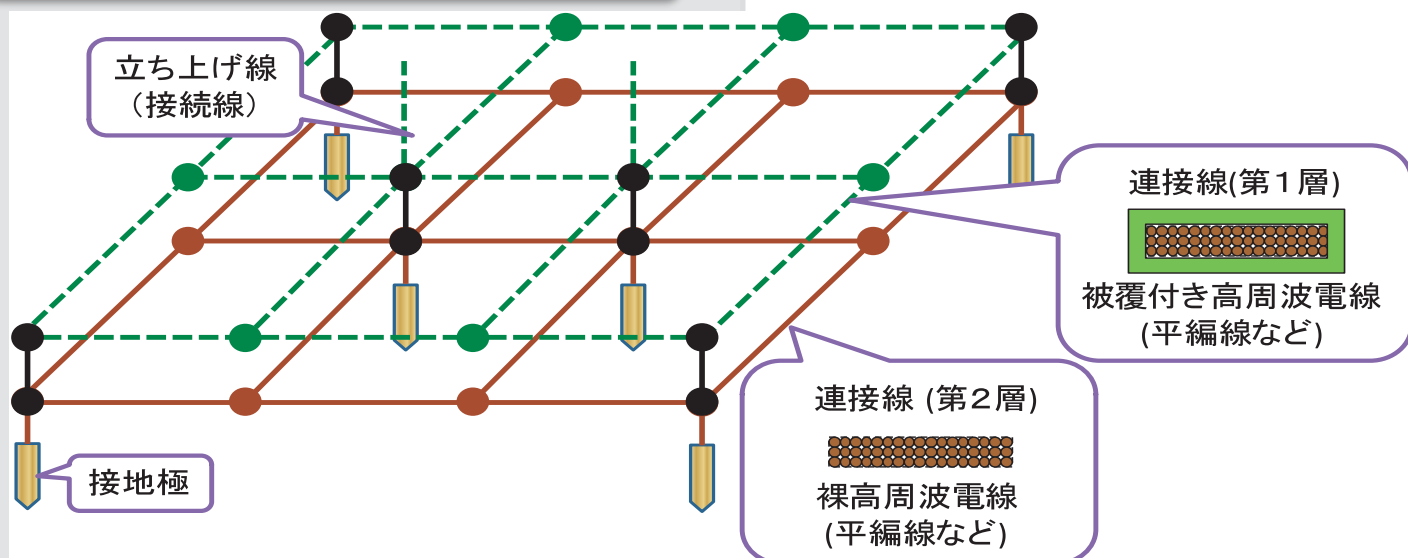 立ち上げ線
（接続線）
連接線(第１層)
被覆付き高周波電線
(平編線など)
連接線 (第２層)
裸高周波電線
(平編線など)
接地極